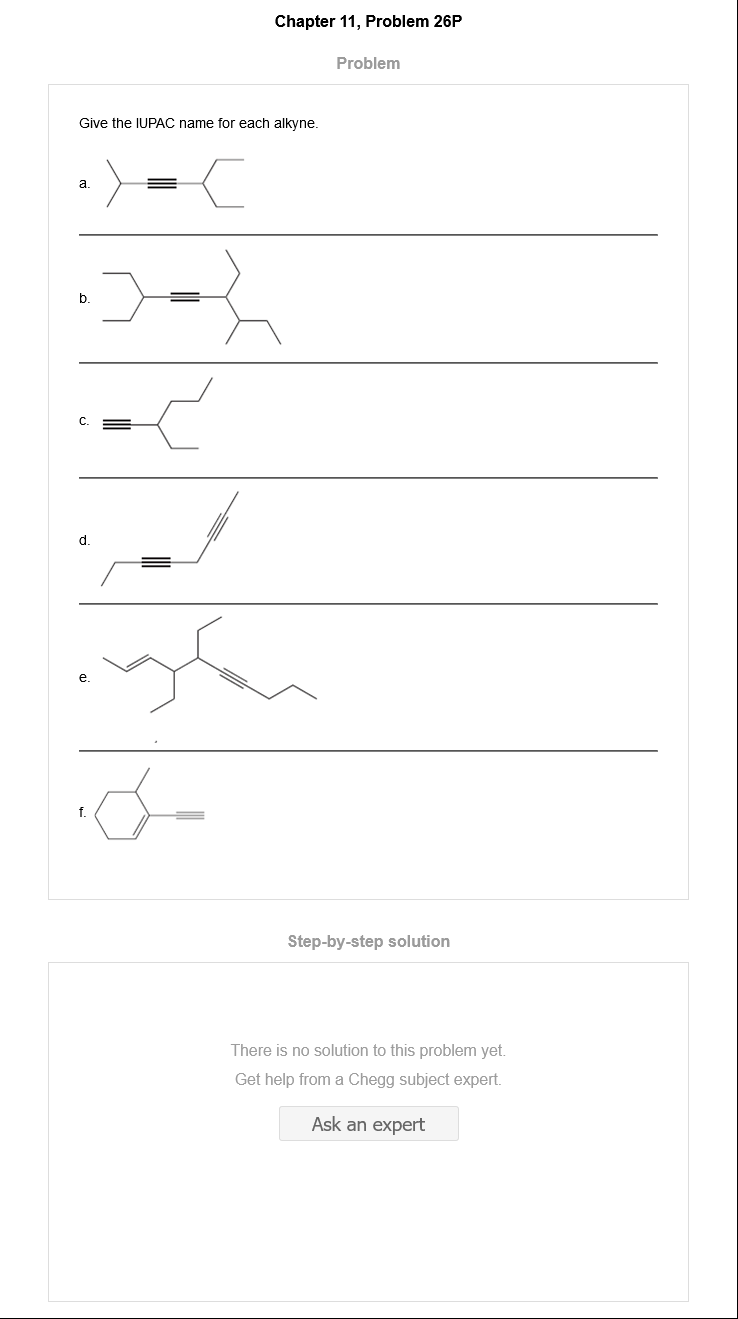 Chapter 11, Problem 26P
Problem
Give the IUPAC name for each alkyne.
a.
b.
c.
d.
e.
f.
Step-by-step solution
There is no solution to this problem yet.
Get help from a Chegg subject expert.
Ask an expert